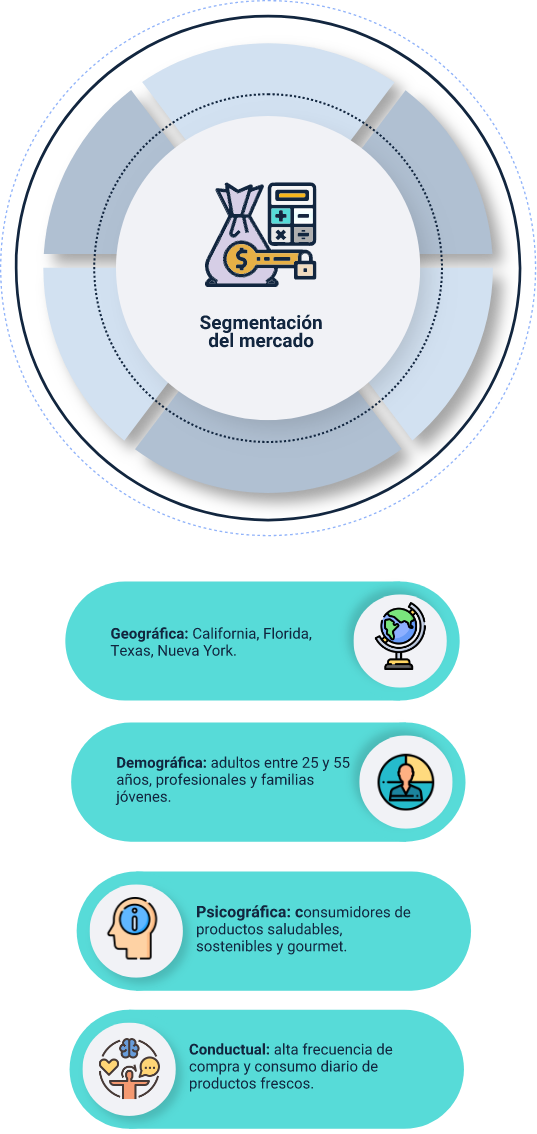 Segmentación
del mercado
Geográfica: California, Florida,
Texas, Nueva York.
Demográfica: adultos entre 25 y 55
años, profesionales y familias
jóvenes.
Psicográfica: consumidores de
productos saludables,
sostenibles y gourmet.
Conductual: alta frecuencia de
compra y consumo diario de
productos frescos.